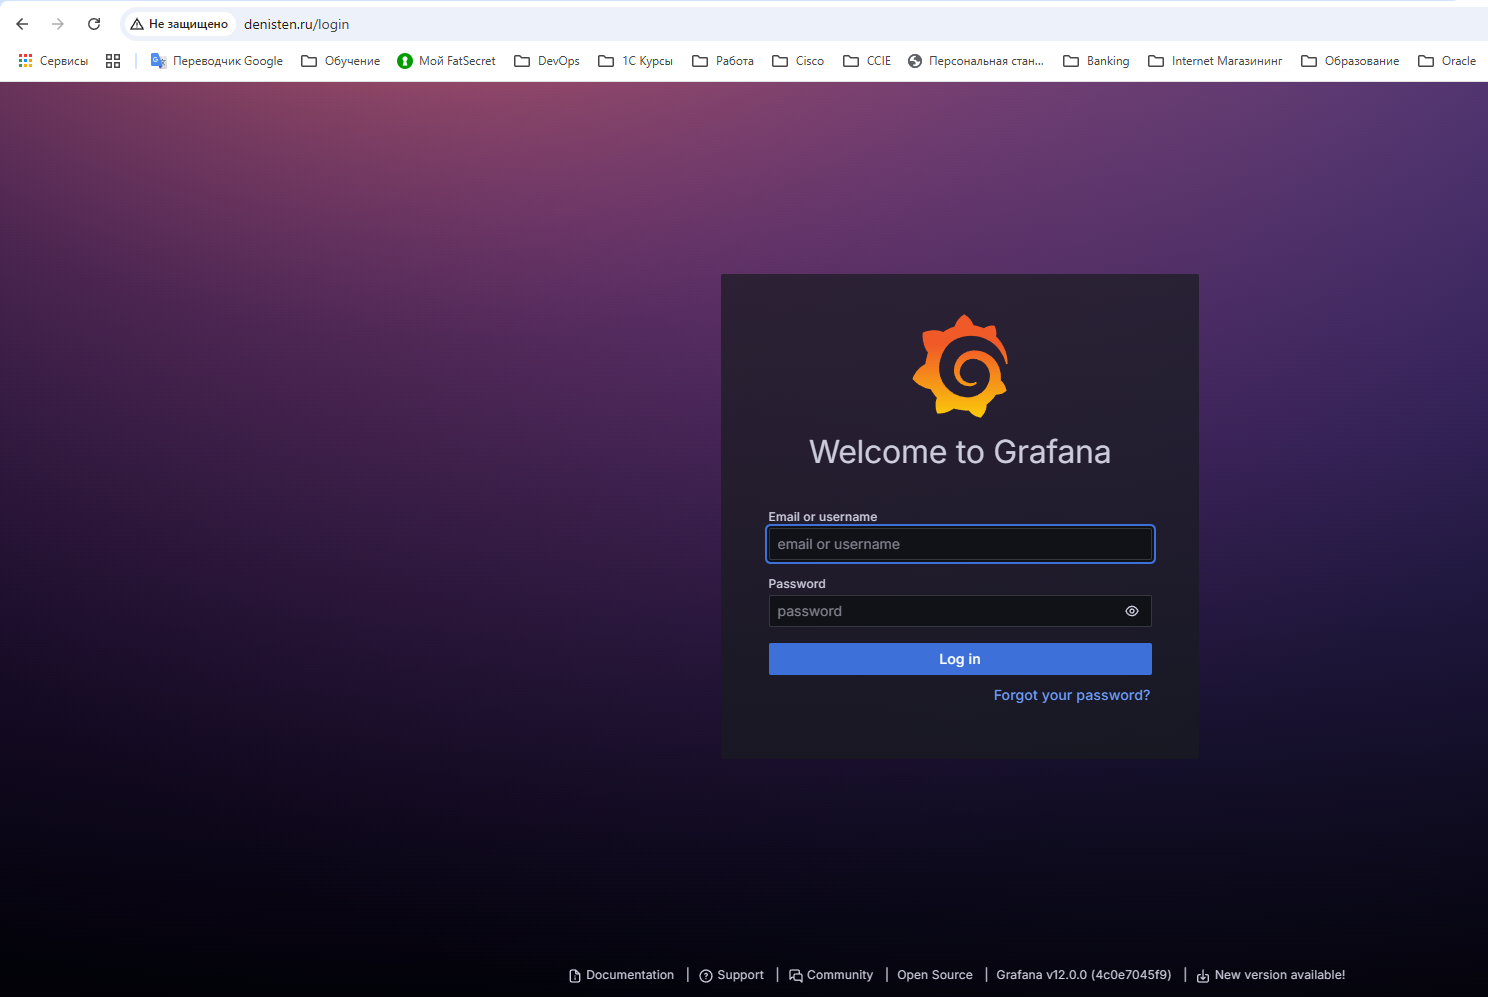 Не защищено denisten.ru/login
Сервисы Переводчик Google Обучение Мой FatSecret DevOps 1С Курсы Работа Cisco CCIE Персональная стан... Banking Internet Магазининг Образование Oracle
Welcome to Grafana
Email or username
email or username
Password
password
Log in
Forgot your password?
Documentation | Support | Community | Open Source | Grafana v12.0.0 (4c0e7045f9) | New version available!